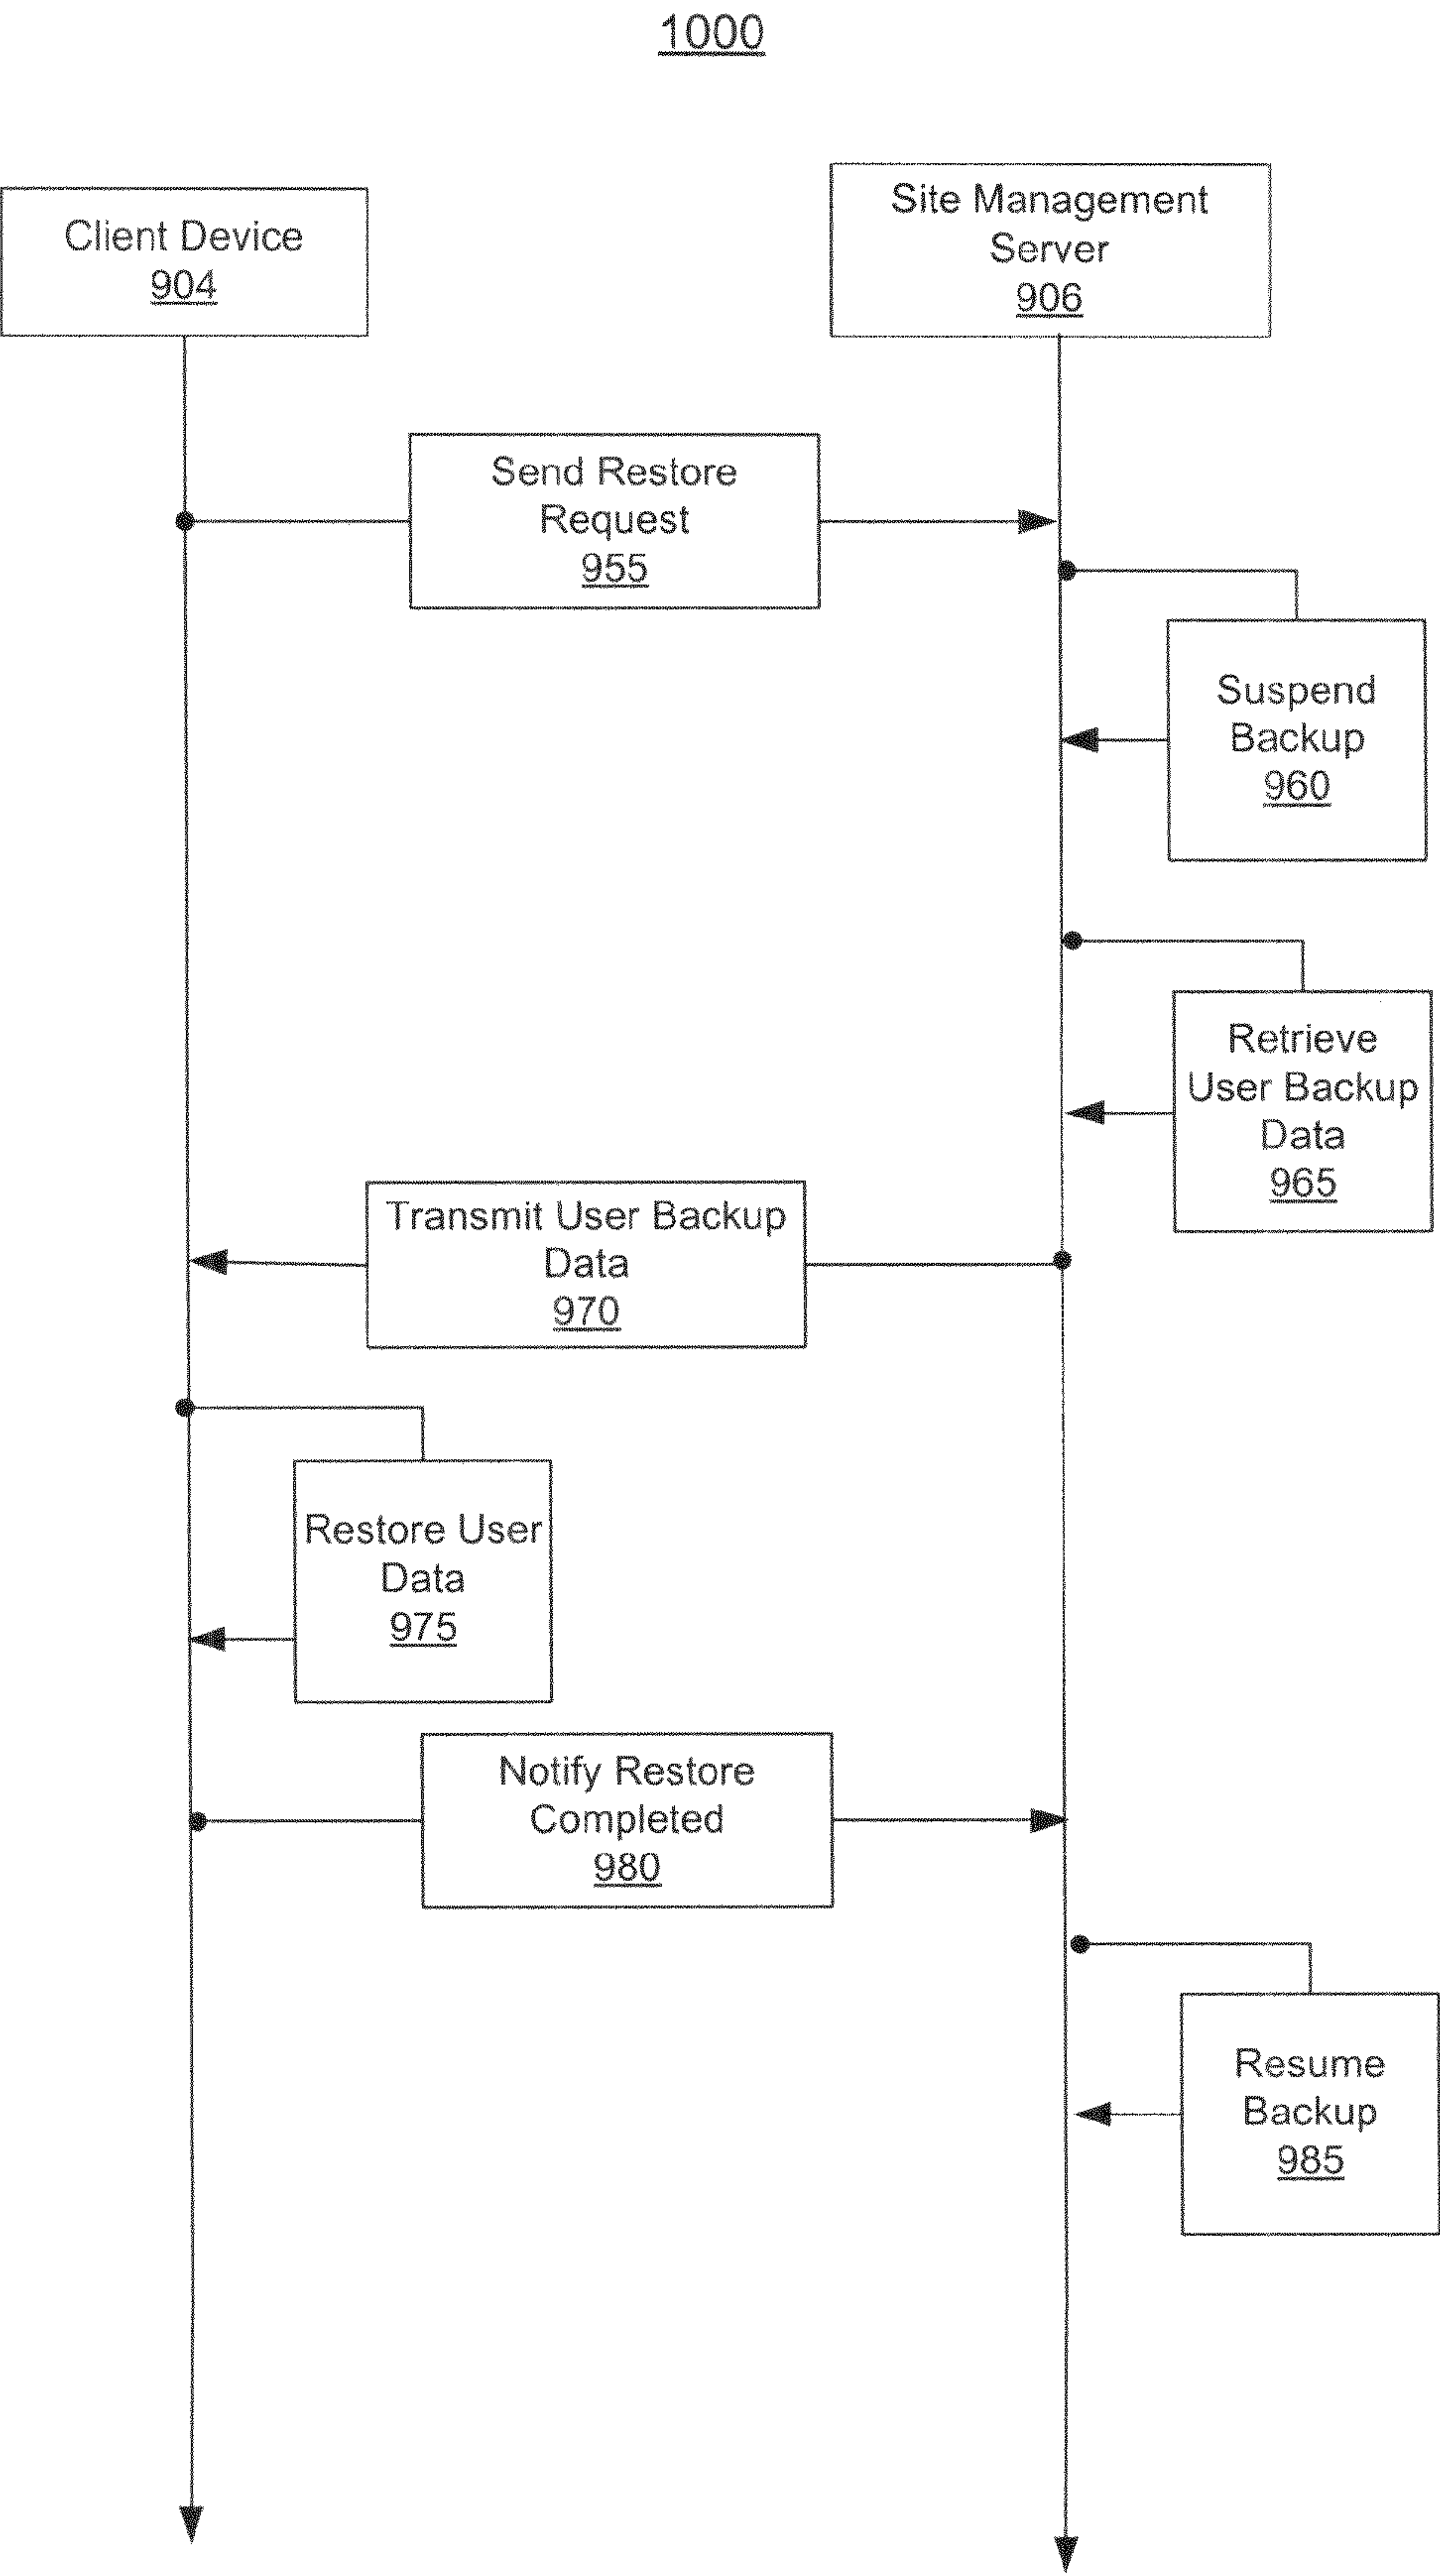 1000
Client Device
904
Site Management
Server
906
Send Restore
Request
955
Suspend
Backup
960
Retrieve
User Backup
Data
965
Transmit User Backup
Data
970
Restore User
Data
975
Notify Restore
Completed
980
Resume
Backup
985